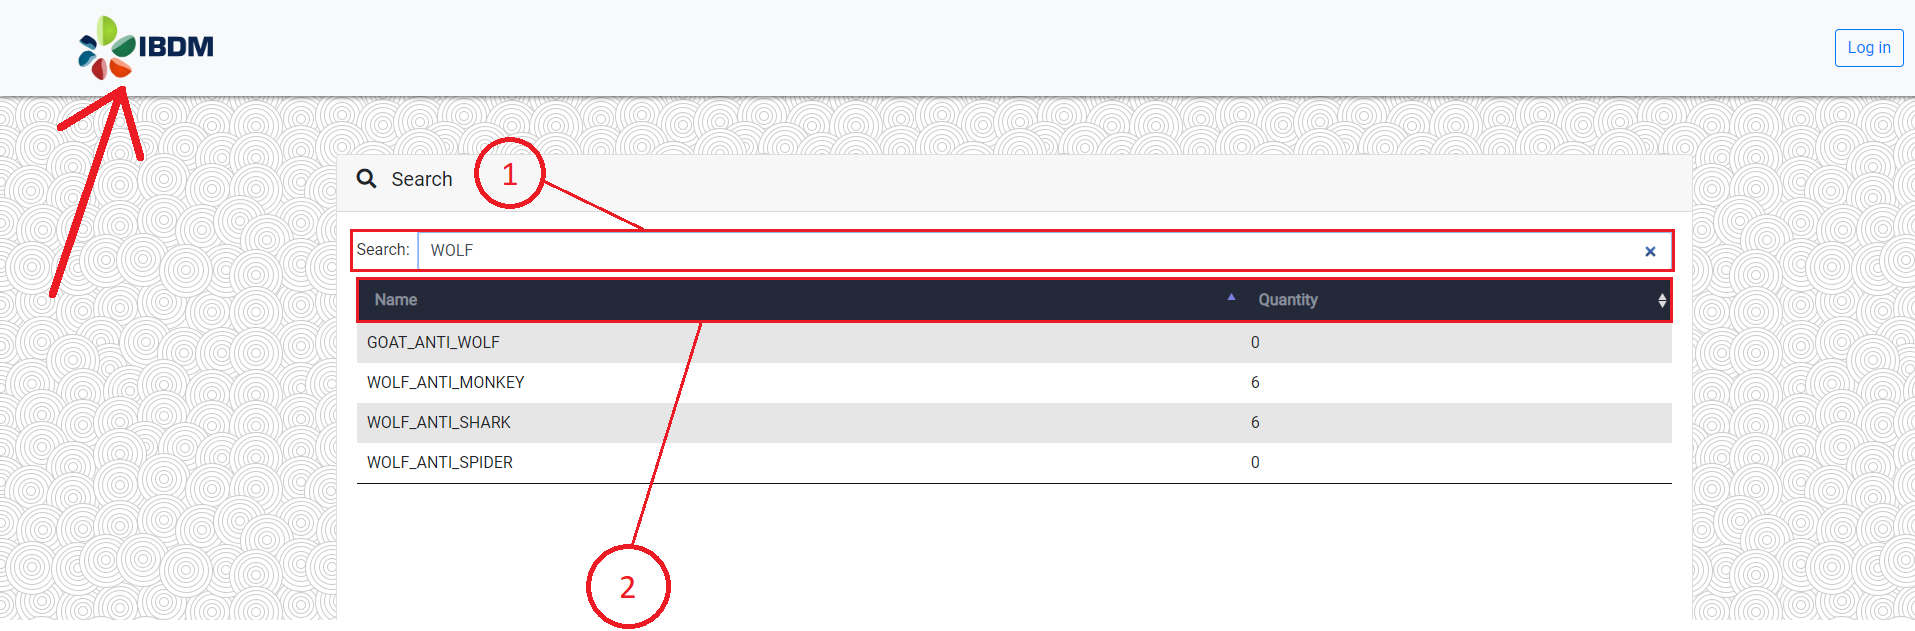 IBDM
Log in
Search
1
Search: WOLF
Name Quantity
GOAT_ANTI_WOLF 0
WOLF_ANTI_MONKEY 6
WOLF_ANTI_SHARK 6
WOLF_ANTI_SPIDER 0
2